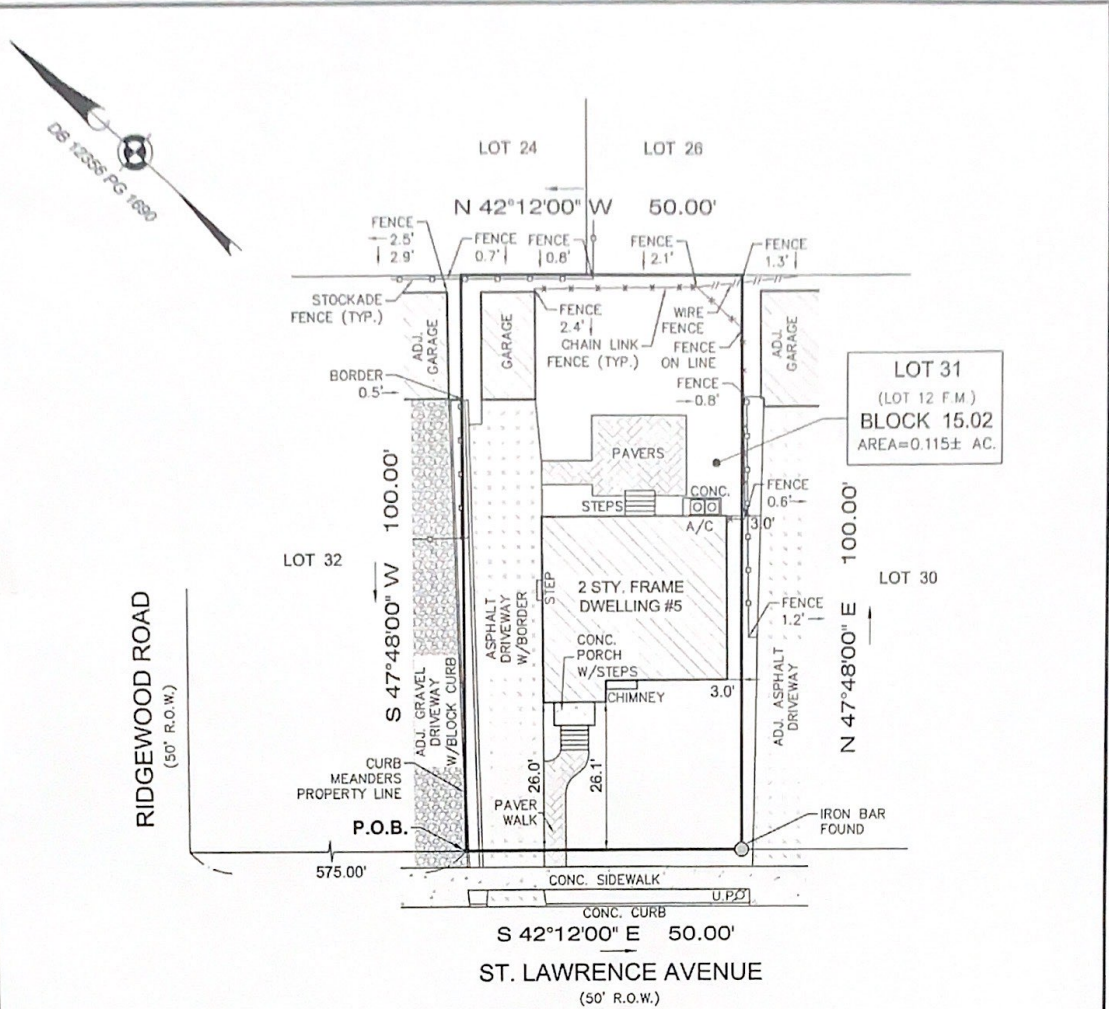 DB 12356 PG 1690
LOT 24
LOT 26
N 42°12'00" W 50.00'
FENCE
2.5'
2.9'
FENCE
0.7'
FENCE
0.8'
FENCE
2.1'
FENCE
1.3'
STOCKADE
FENCE (TYP.)
ADJ.
GARAGE
GARAGE
FENCE
2.4'
CHAIN LINK
FENCE (TYP.)
WIRE
FENCE
FENCE
ON LINE
ADJ.
GARAGE
BORDER
0.5'
FENCE
0.8'
LOT 31
(LOT 12 F.M.)
BLOCK 15.02
AREA=0.115± AC.
PAVERS
STEPS
CONC.
A/C
FENCE
0.6'
3.0'
S 47°48'00" W 100.00'
N 47°48'00" E 100.00'
LOT 32
LOT 30
STEP
2 STY. FRAME
DWELLING #5
ASPHALT
DRIVEWAY
W/BORDER
FENCE
1.2'
CONC.
PORCH
W/STEPS
CHIMNEY
3.0'
ADJ. GRAVEL
DRIVEWAY
W/BLOCK CURB
ADJ. ASPHALT
DRIVEWAY
RIDGEWOOD ROAD
(50' R.O.W.)
CURB
MEANDERS
PROPERTY LINE
26.0'
26.1'
PAVER
WALK
P.O.B.
IRON BAR
FOUND
575.00'
CONC. SIDEWALK
U.P.
CONC. CURB
S 42°12'00" E 50.00'
ST. LAWRENCE AVENUE
(50' R.O.W.)